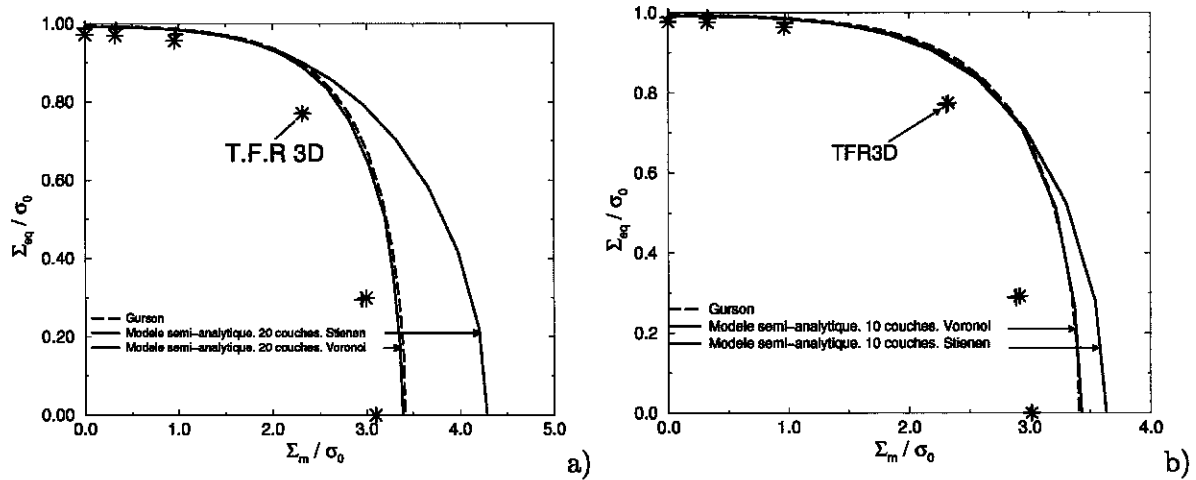 1.00
0.80
0.60
0.40
0.20
0.00
Σeq / σ0
T.F.R 3D
Gurson
Modele semi-analytique. 20 couches. Stienen
Modele semi-analytique. 20 couches. Voronoi
0.0 1.0 2.0 3.0 4.0 5.0
Σm / σ0
a)
1.0
0.8
0.6
0.4
0.2
0.0
Σeq / σ0
TFR3D
Gurson
Modele semi-analytique. 10 couches. Voronoi
Modele semi-analytique. 10 couches. Stienen
0.0 1.0 2.0 3.0 4.0
Σm / σ0
b)